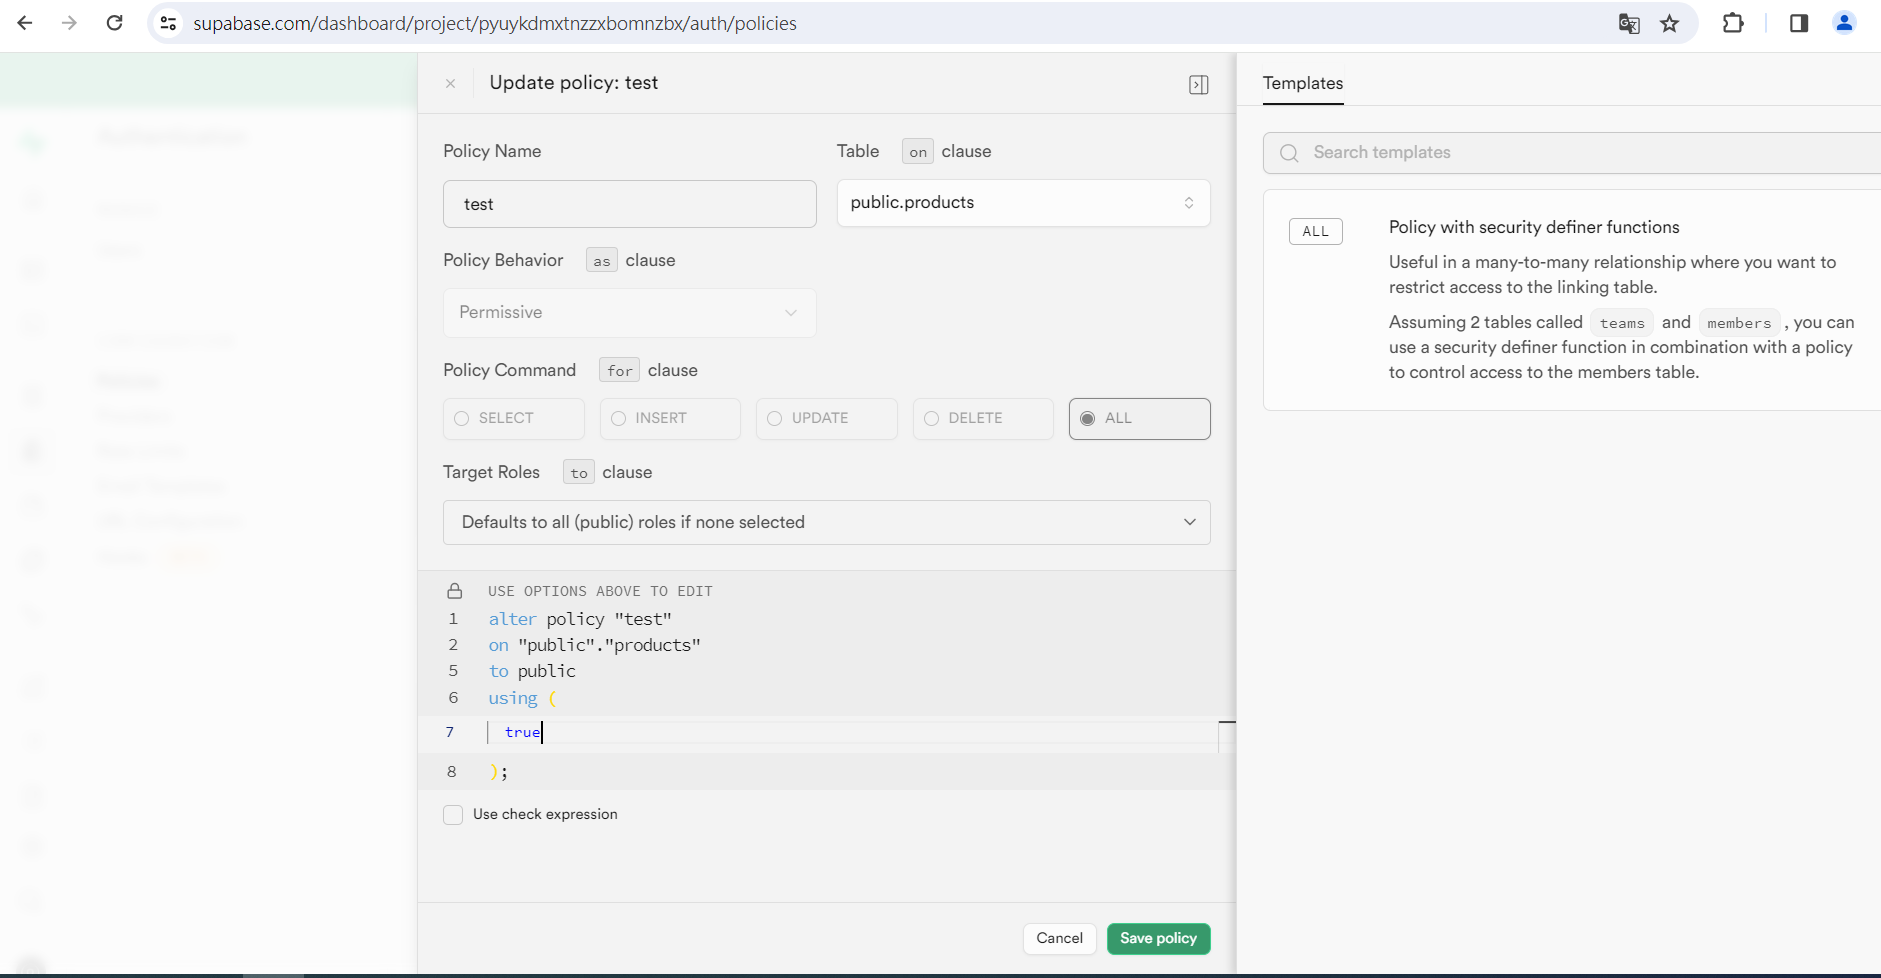 supabase.com/dashboard/project/pyuykdmxtnzzxbomnzbx/auth/policies
Update policy: test
Policy Name
Table on clause
test
public.products
Policy Behavior as clause
Permissive
Policy Command for clause
SELECT INSERT UPDATE DELETE ALL
Target Roles to clause
Defaults to all (public) roles if none selected
USE OPTIONS ABOVE TO EDIT
1 alter policy "test"
2 on "public"."products"
5 to public
6 using (
7 true
8 );
Use check expression
Cancel Save policy
Templates
Search templates
ALL
Policy with security definer functions
Useful in a many-to-many relationship where you want to
restrict access to the linking table.
Assuming 2 tables called teams and members , you can
use a security definer function in combination with a policy
to control access to the members table.